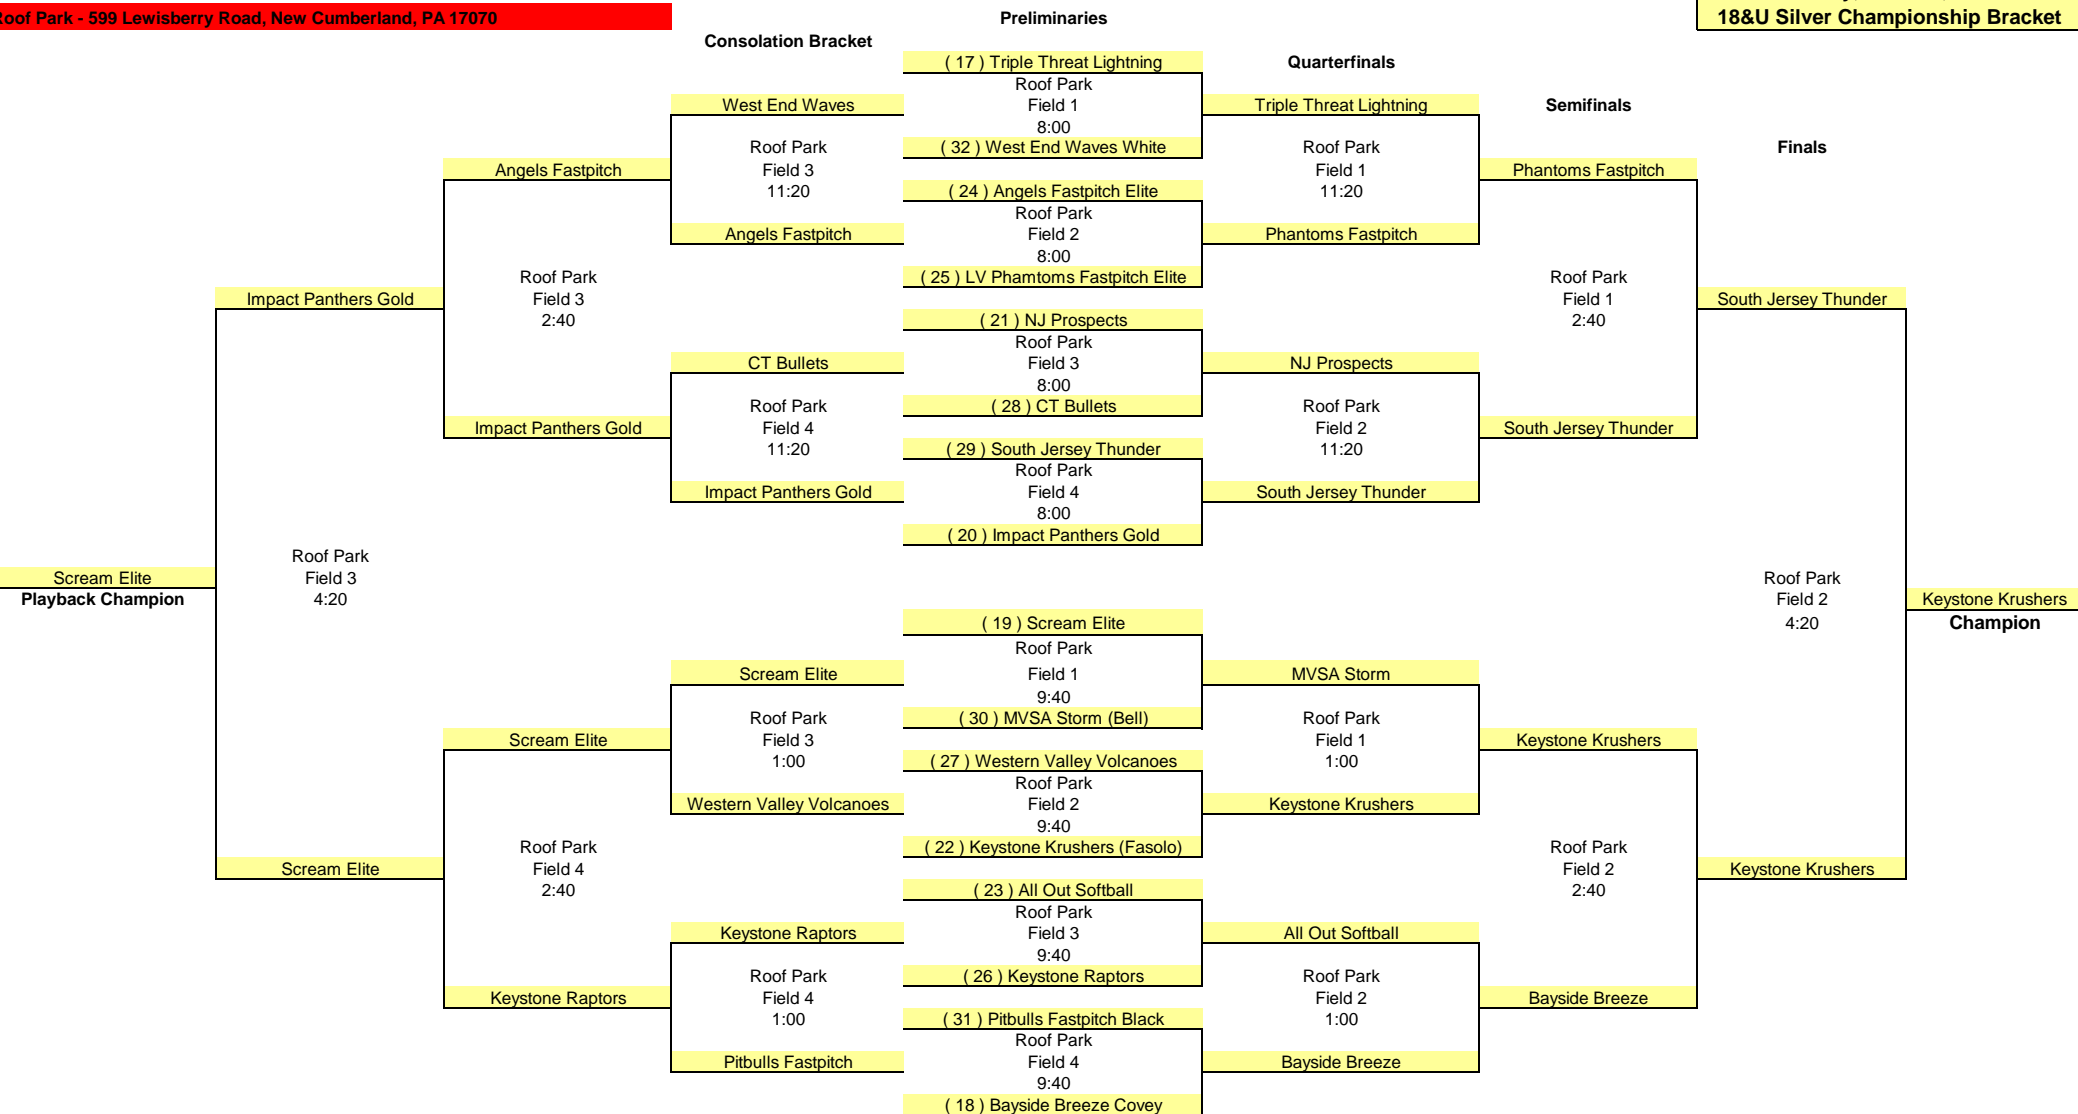 Roof Park - 599 Lewisberry Road, New Cumberland, PA 17070
Preliminaries
18&U Silver Championship Bracket
Consolation Bracket
( 17 ) Triple Threat Lightning
Quarterfinals
Roof Park
West End Waves
Field 1
Triple Threat Lightning
Semifinals
8:00
Roof Park
( 32 ) West End Waves White
Roof Park
Finals
Angels Fastpitch
Field 3
Field 1
Phantoms Fastpitch
11:20
( 24 ) Angels Fastpitch Elite
11:20
Roof Park
Angels Fastpitch
Field 2
Phantoms Fastpitch
8:00
Roof Park
( 25 ) LV Phamtoms Fastpitch Elite
Roof Park
Impact Panthers Gold
Field 3
Field 1
South Jersey Thunder
2:40
( 21 ) NJ Prospects
2:40
Roof Park
CT Bullets
Field 3
NJ Prospects
8:00
Roof Park
( 28 ) CT Bullets
Roof Park
Impact Panthers Gold
Field 4
Field 2
South Jersey Thunder
11:20
( 29 ) South Jersey Thunder
11:20
Roof Park
Impact Panthers Gold
Field 4
South Jersey Thunder
8:00
( 20 ) Impact Panthers Gold
Roof Park
Scream Elite
Field 3
Roof Park
Playback Champion
4:20
Field 2
Keystone Krushers
( 19 ) Scream Elite
4:20
Champion
Roof Park
Scream Elite
Field 1
MVSA Storm
9:40
Roof Park
( 30 ) MVSA Storm (Bell)
Roof Park
Scream Elite
Field 3
Field 1
Keystone Krushers
1:00
( 27 ) Western Valley Volcanoes
1:00
Roof Park
Western Valley Volcanoes
Field 2
Keystone Krushers
9:40
Roof Park
( 22 ) Keystone Krushers (Fasolo)
Roof Park
Scream Elite
Field 4
Field 2
Keystone Krushers
2:40
( 23 ) All Out Softball
2:40
Roof Park
Keystone Raptors
Field 3
All Out Softball
9:40
Roof Park
( 26 ) Keystone Raptors
Roof Park
Keystone Raptors
Field 4
Field 2
Bayside Breeze
1:00
( 31 ) Pitbulls Fastpitch Black
1:00
Roof Park
Pitbulls Fastpitch
Field 4
Bayside Breeze
9:40
( 18 ) Bayside Breeze Covey